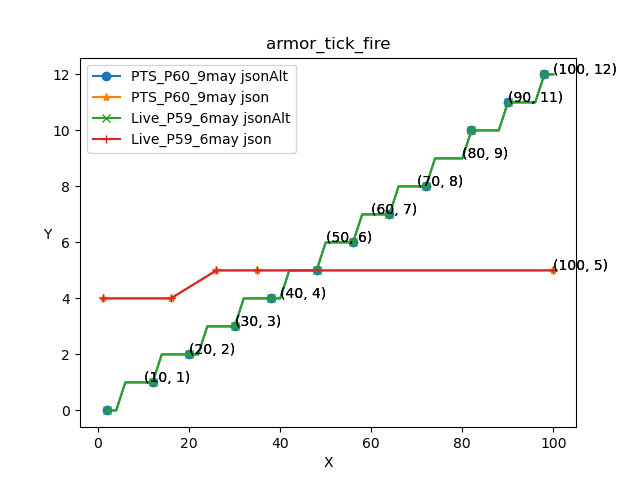 armor_tick_fire
PTS_P60_9may jsonAlt
PTS_P60_9may json
Live_P59_6may jsonAlt
Live_P59_6may json
12
10
8
6
4
2
0
Y
(100, 12)
(90, 11)
(80, 9)
(70, 8)
(60, 7)
(50, 6)
(100, 5)
(40, 4)
(30, 3)
(20, 2)
(10, 1)
0 20 40 60 80 100
X